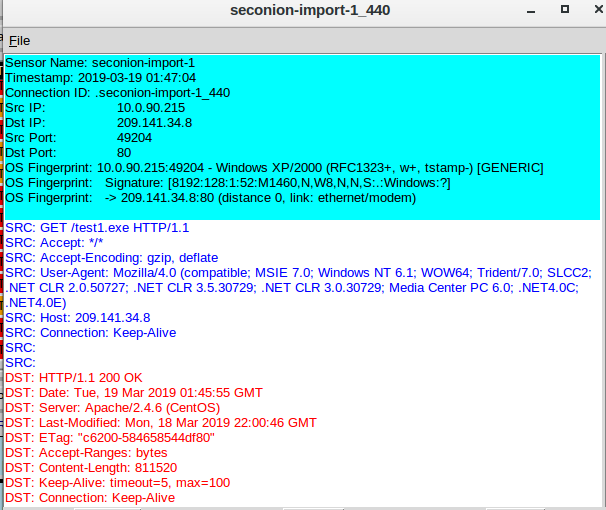 seconion-import-1_440
File
Sensor Name: seconion-import-1
Timestamp: 2019-03-19 01:47:04
Connection ID: .seconion-import-1_440
Src IP: 10.0.90.215
Dst IP: 209.141.34.8
Src Port: 49204
Dst Port: 80
OS Fingerprint: 10.0.90.215:49204 - Windows XP/2000 (RFC1323+, w+, tstamp-) [GENERIC]
OS Fingerprint: Signature: [8192:128:1:52:M1460,N,W8,N,N,S:.:Windows:?]
OS Fingerprint: -> 209.141.34.8:80 (distance 0, link: ethernet/modem)
SRC: GET /test1.exe HTTP/1.1
SRC: Accept: */*
SRC: Accept-Encoding: gzip, deflate
SRC: User-Agent: Mozilla/4.0 (compatible; MSIE 7.0; Windows NT 6.1; WOW64; Trident/7.0; SLCC2;
.NET CLR 2.0.50727; .NET CLR 3.5.30729; .NET CLR 3.0.30729; Media Center PC 6.0; .NET4.0C;
.NET4.0E)
SRC: Host: 209.141.34.8
SRC: Connection: Keep-Alive
SRC:
SRC:
DST: HTTP/1.1 200 OK
DST: Date: Tue, 19 Mar 2019 01:45:55 GMT
DST: Server: Apache/2.4.6 (CentOS)
DST: Last-Modified: Mon, 18 Mar 2019 22:00:46 GMT
DST: ETag: "c6200-584658544df80"
DST: Accept-Ranges: bytes
DST: Content-Length: 811520
DST: Keep-Alive: timeout=5, max=100
DST: Connection: Keep-Alive